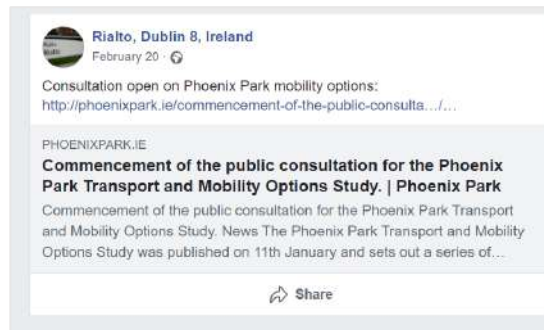 Rialto, Dublin 8, Ireland
February 20 ·
Consultation open on Phoenix Park mobility options:
http://phoenixpark.ie/commencement-of-the-public-consulta…/…
PHOENIXPARK.IE
Commencement of the public consultation for the Phoenix
Park Transport and Mobility Options Study. | Phoenix Park
Commencement of the public consultation for the Phoenix Park Transport
and Mobility Options Study. News The Phoenix Park Transport and Mobility
Options Study was published on 11th January and sets out a series of...
Share